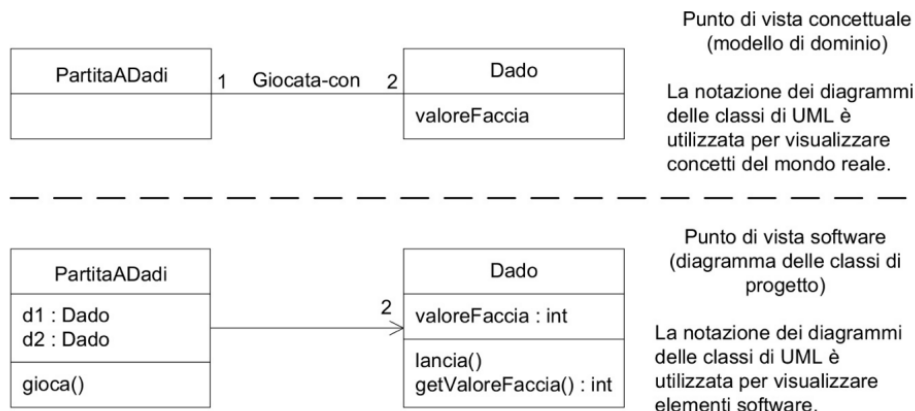 Punto di vista concettuale
(modello di dominio)
PartitaADadi
1 Giocata-con 2
Dado
valoreFaccia
La notazione dei diagrammi
delle classi di UML è
utilizzata per visualizzare
concetti del mondo reale.
Punto di vista software
(diagramma delle classi di
progetto)
PartitaADadi
d1 : Dado
d2 : Dado
gioca()
2
Dado
valoreFaccia : int
lancia()
getValoreFaccia() : int
La notazione dei diagrammi
delle classi di UML è
utilizzata per visualizzare
elementi software.